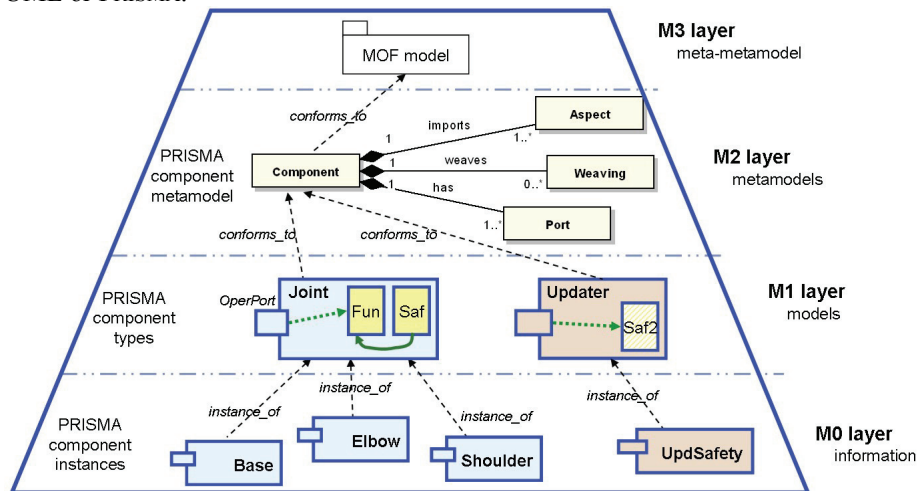 OME of PRISMA.
M3 layer
meta-metamodel
MOF model
conforms_to
imports
Aspect
1
1..*
PRISMA
component
metamodel
Component
1
weaves
0..*
Weaving
M2 layer
metamodels
1
has
1..*
Port
conforms_to
conforms_to
PRISMA
component
types
OperPort
Joint
Fun
Saf
Updater
Saf2
M1 layer
models
instance_of
instance_of
instance_of
instance_of
PRISMA
component
instances
Base
Elbow
Shoulder
UpdSafety
M0 layer
information